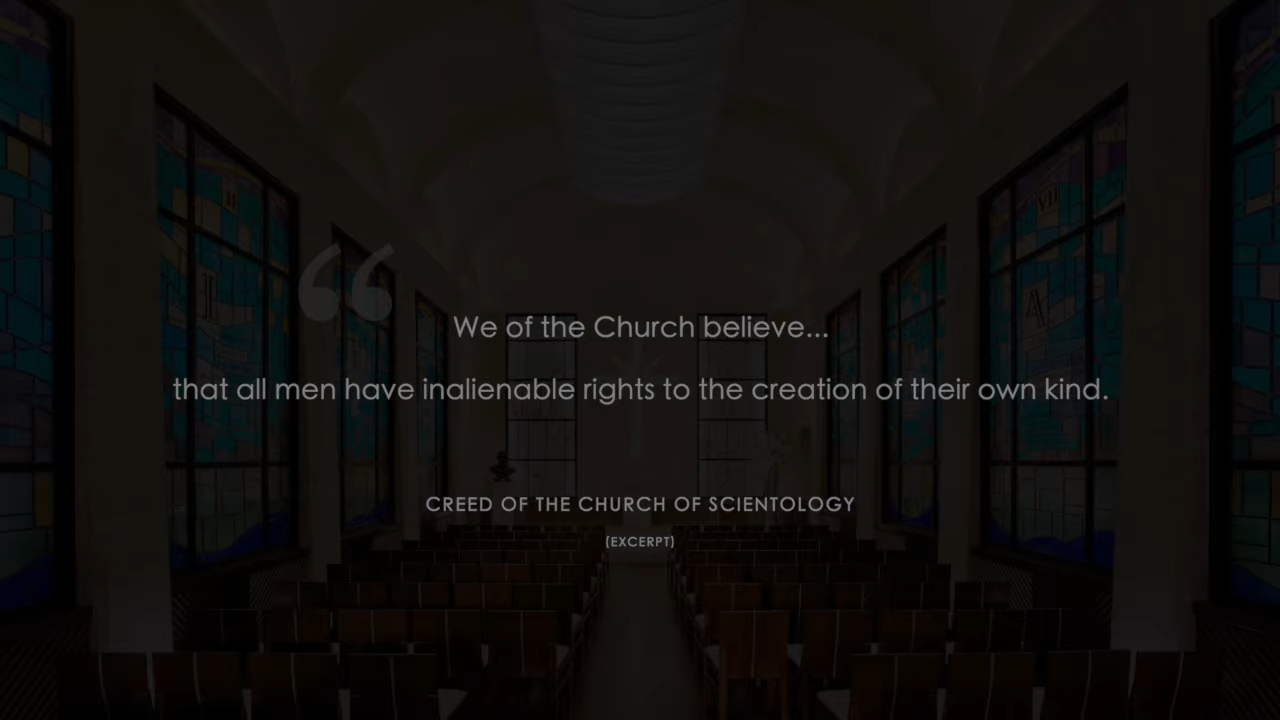 “
We of the Church believe...
that all men have inalienable rights to the creation of their own kind.
CREED OF THE CHURCH OF SCIENTOLOGY
(EXCERPT)